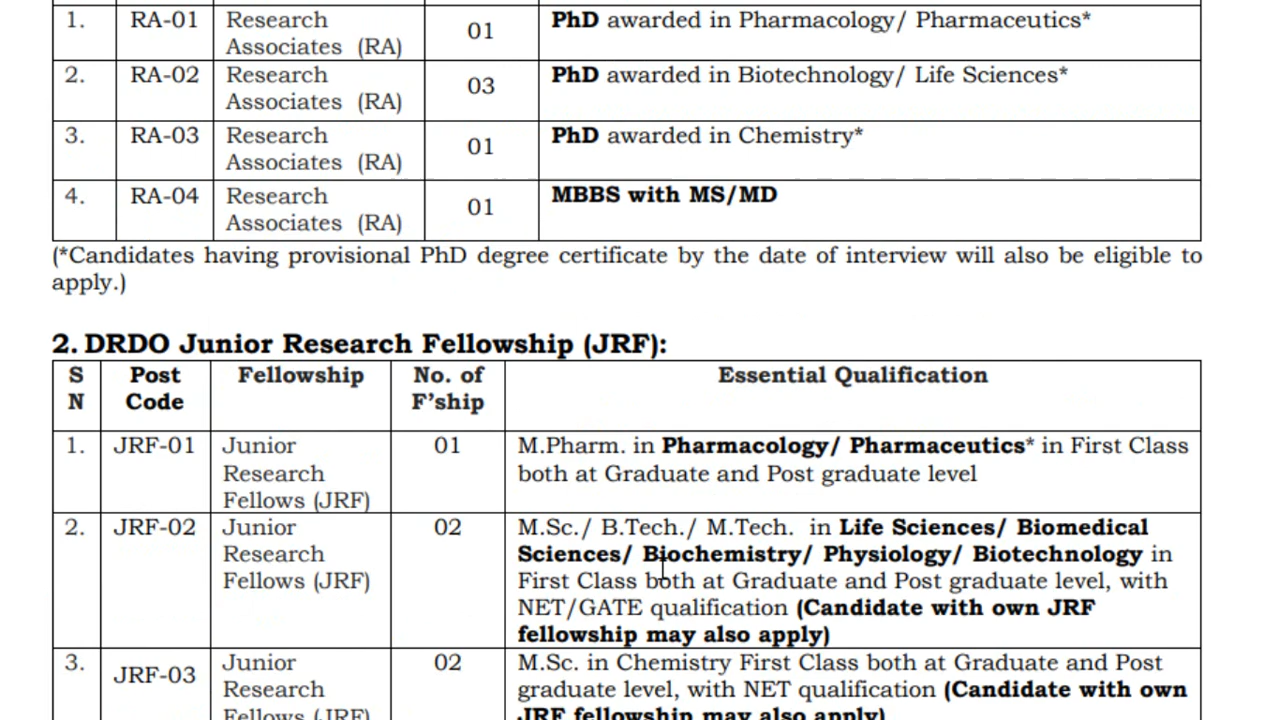 1. RA-01 Research Associates (RA) 01 PhD awarded in Pharmacology/ Pharmaceutics*
2. RA-02 Research Associates (RA) 03 PhD awarded in Biotechnology/ Life Sciences*
3. RA-03 Research Associates (RA) 01 PhD awarded in Chemistry*
4. RA-04 Research Associates (RA) 01 MBBS with MS/MD
(*Candidates having provisional PhD degree certificate by the date of interview will also be eligible to
apply.)
2. DRDO Junior Research Fellowship (JRF):
S N Post Code Fellowship No. of F'ship Essential Qualification
1. JRF-01 Junior Research Fellows (JRF) 01 M.Pharm. in Pharmacology/ Pharmaceutics* in First Class
both at Graduate and Post graduate level
2. JRF-02 Junior Research Fellows (JRF) 02 M.Sc./ B.Tech./ M.Tech. in Life Sciences/ Biomedical
Sciences/ Biochemistry/ Physiology/ Biotechnology in
First Class both at Graduate and Post graduate level, with
NET/GATE qualification (Candidate with own JRF
fellowship may also apply)
3. JRF-03 Junior Research Fellows (JRF) 02 M.Sc. in Chemistry First Class both at Graduate and Post
graduate level, with NET qualification (Candidate with own
JRF fellowship may also apply)